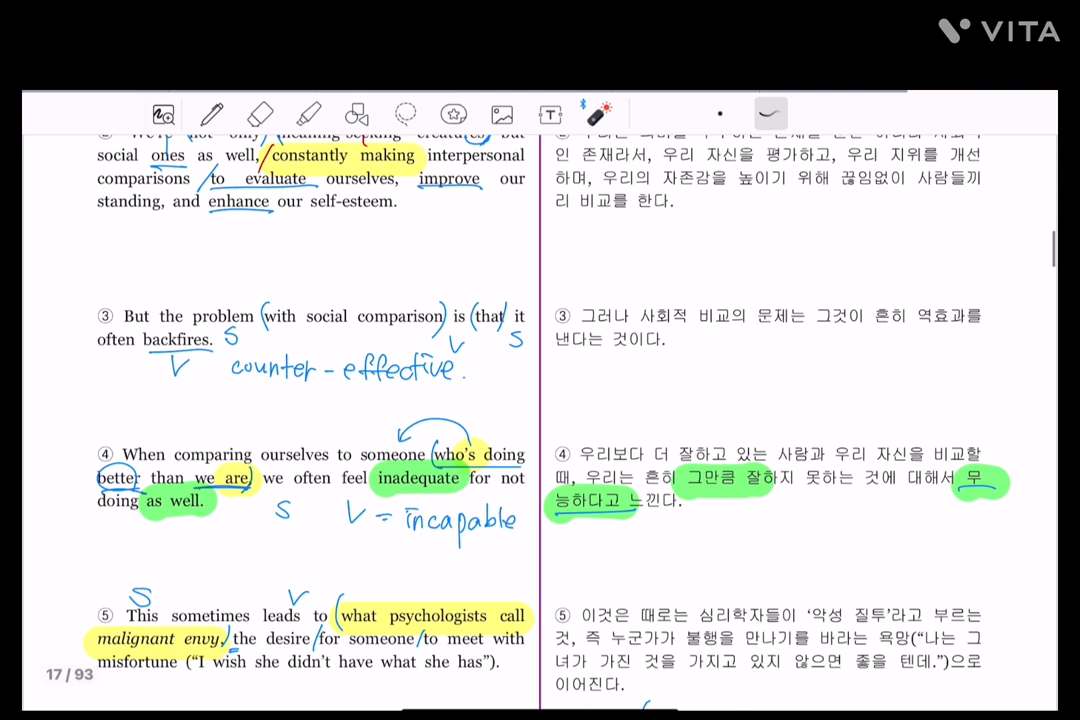 VITA
social ones as well, constantly making interpersonal
comparisons to evaluate ourselves, improve our
standing, and enhance our self-esteem.
인 존재라서, 우리 자신을 평가하고, 우리 지위를 개선
하며, 우리의 자존감을 높이기 위해 끊임없이 사람들끼
리 비교를 한다.
③ But the problem (with social comparison) is (that) it
often backfires. S
V S
V counter-effective.
③ 그러나 사회적 비교의 문제는 그것이 흔히 역효과를
낸다는 것이다.
④ When comparing ourselves to someone (who's doing
better than we are) we often feel inadequate for not
doing as well.
S V = incapable
④ 우리보다 더 잘하고 있는 사람과 우리 자신을 비교할
때, 우리는 흔히 그만큼 잘하지 못하는 것에 대해서 무
능하다고 느낀다.
S V
⑤ This sometimes leads to (what psychologists call
malignant envy,) the desire/for someone/to meet with
misfortune (“I wish she didn't have what she has”).
⑤ 이것은 때로는 심리학자들이 ‘악성 질투’라고 부르는
것, 즉 누군가가 불행을 만나기를 바라는 욕망(“나는 그
녀가 가진 것을 가지고 있지 않으면 좋을 텐데.”)으로
이어진다.
17 / 93